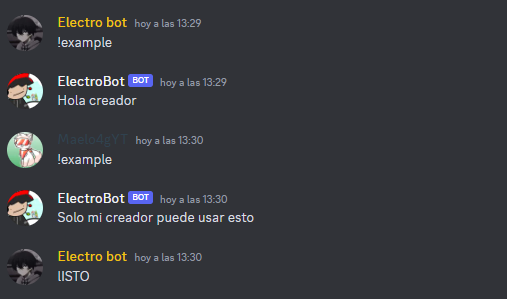 Electro bot hoy a las 13:29
!example
ElectroBot BOT hoy a las 13:29
Hola creador
Maelo4gYT hoy a las 13:30
!example
ElectroBot BOT hoy a las 13:30
Solo mi creador puede usar esto
Electro bot hoy a las 13:30
lISTO